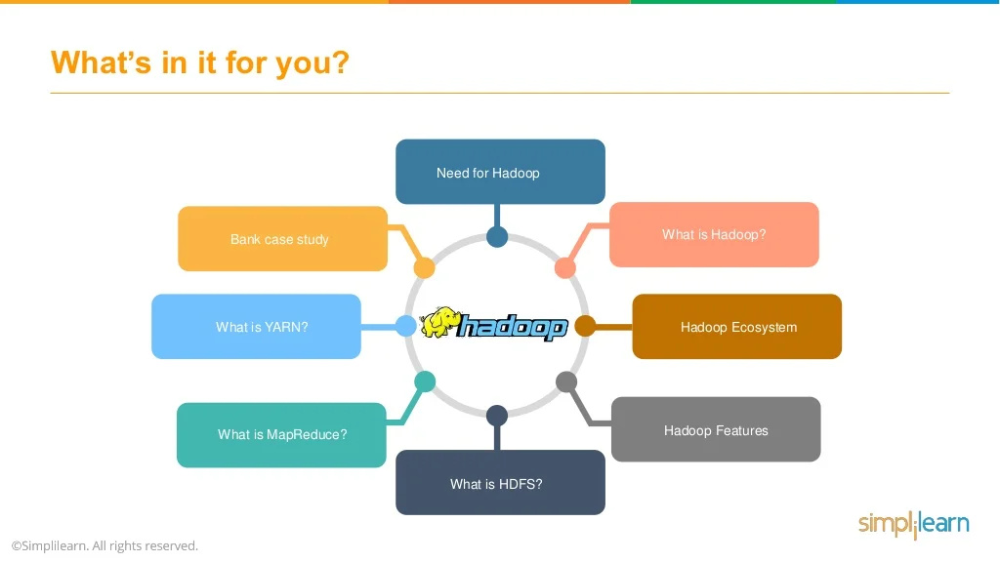 What's in it for you?
Need for Hadoop
What is Hadoop?
Hadoop Ecosystem
Hadoop Features
What is HDFS?
What is MapReduce?
What is YARN?
Bank case study
hadoop
simplilearn
©Simplilearn. All rights reserved.